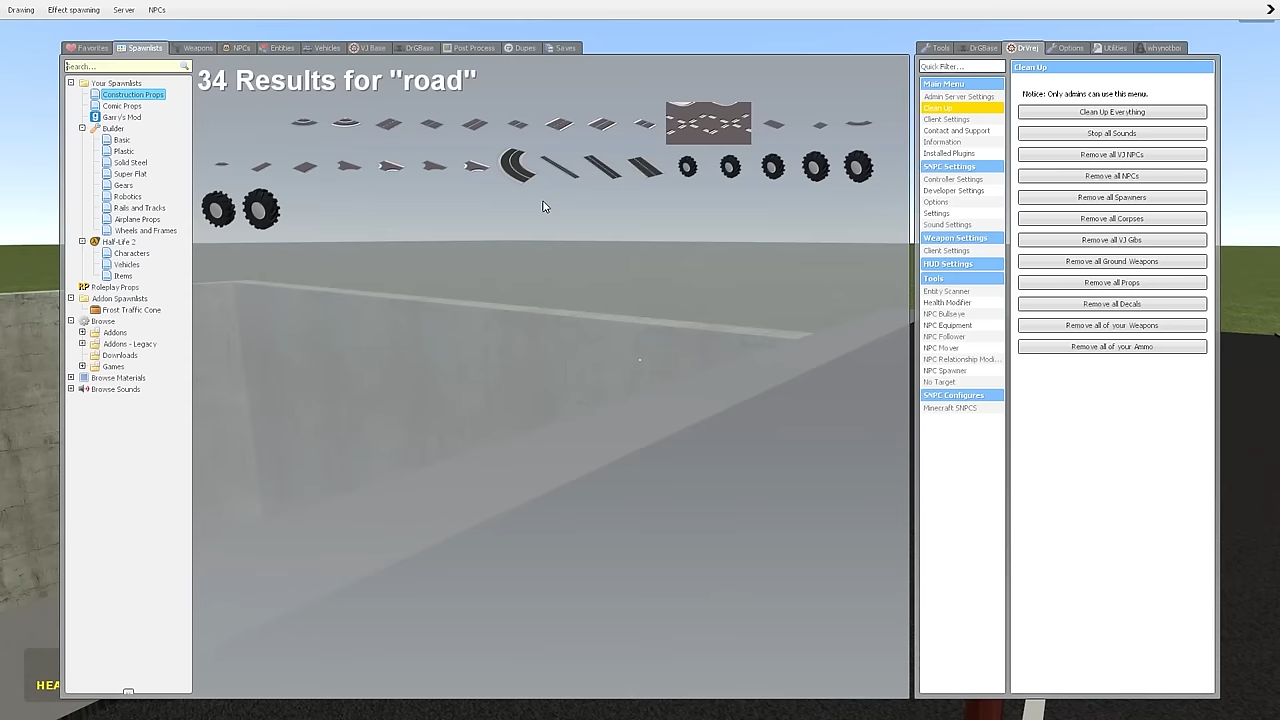 Drawing Effect spawning Server NPCs
Favorites Spawnlists Weapons NPCs Entities Vehicles VJ Base DrGBase Post Process Dupes Saves
Search...
Your Spawnlists
Construction Props
Comic Props
Garry's Mod
Builder
Basic
Plastic
Solid Steel
Super Flat
Gears
Robotics
Rails and Tracks
Airplane Props
Wheels and Frames
Half-Life 2
Characters
Vehicles
Items
RP Roleplay Props
Addon Spawnlists
Frost Traffic Cone
Browse
Addons
Addons - Legacy
Downloads
Games
Browse Materials
Browse Sounds
34 Results for "road"
Tools DrGBase DrVrej Options Utilities whynotboi
Quick Filter...
Main Menu
Admin Server Settings
Clean Up
Client Settings
Contact and Support
Information
Installed Plugins
SNPC Settings
Controller Settings
Developer Settings
Options
Settings
Sound Settings
Weapon Settings
Client Settings
HUD Settings
Tools
Entity Scanner
Health Modifier
NPC Bullseye
NPC Equipment
NPC Follower
NPC Mover
NPC Relationship Modi...
NPC Spawner
No Target
SNPC Configures
Minecraft SNPCS
Clean Up
Notice: Only admins can use this menu.
Clean Up Everything
Stop all Sounds
Remove all VJ NPCs
Remove all NPCs
Remove all Spawners
Remove all Corpses
Remove all VJ Gibs
Remove all Ground Weapons
Remove all Props
Remove all Decals
Remove all of your Weapons
Remove all of your Ammo
HEA